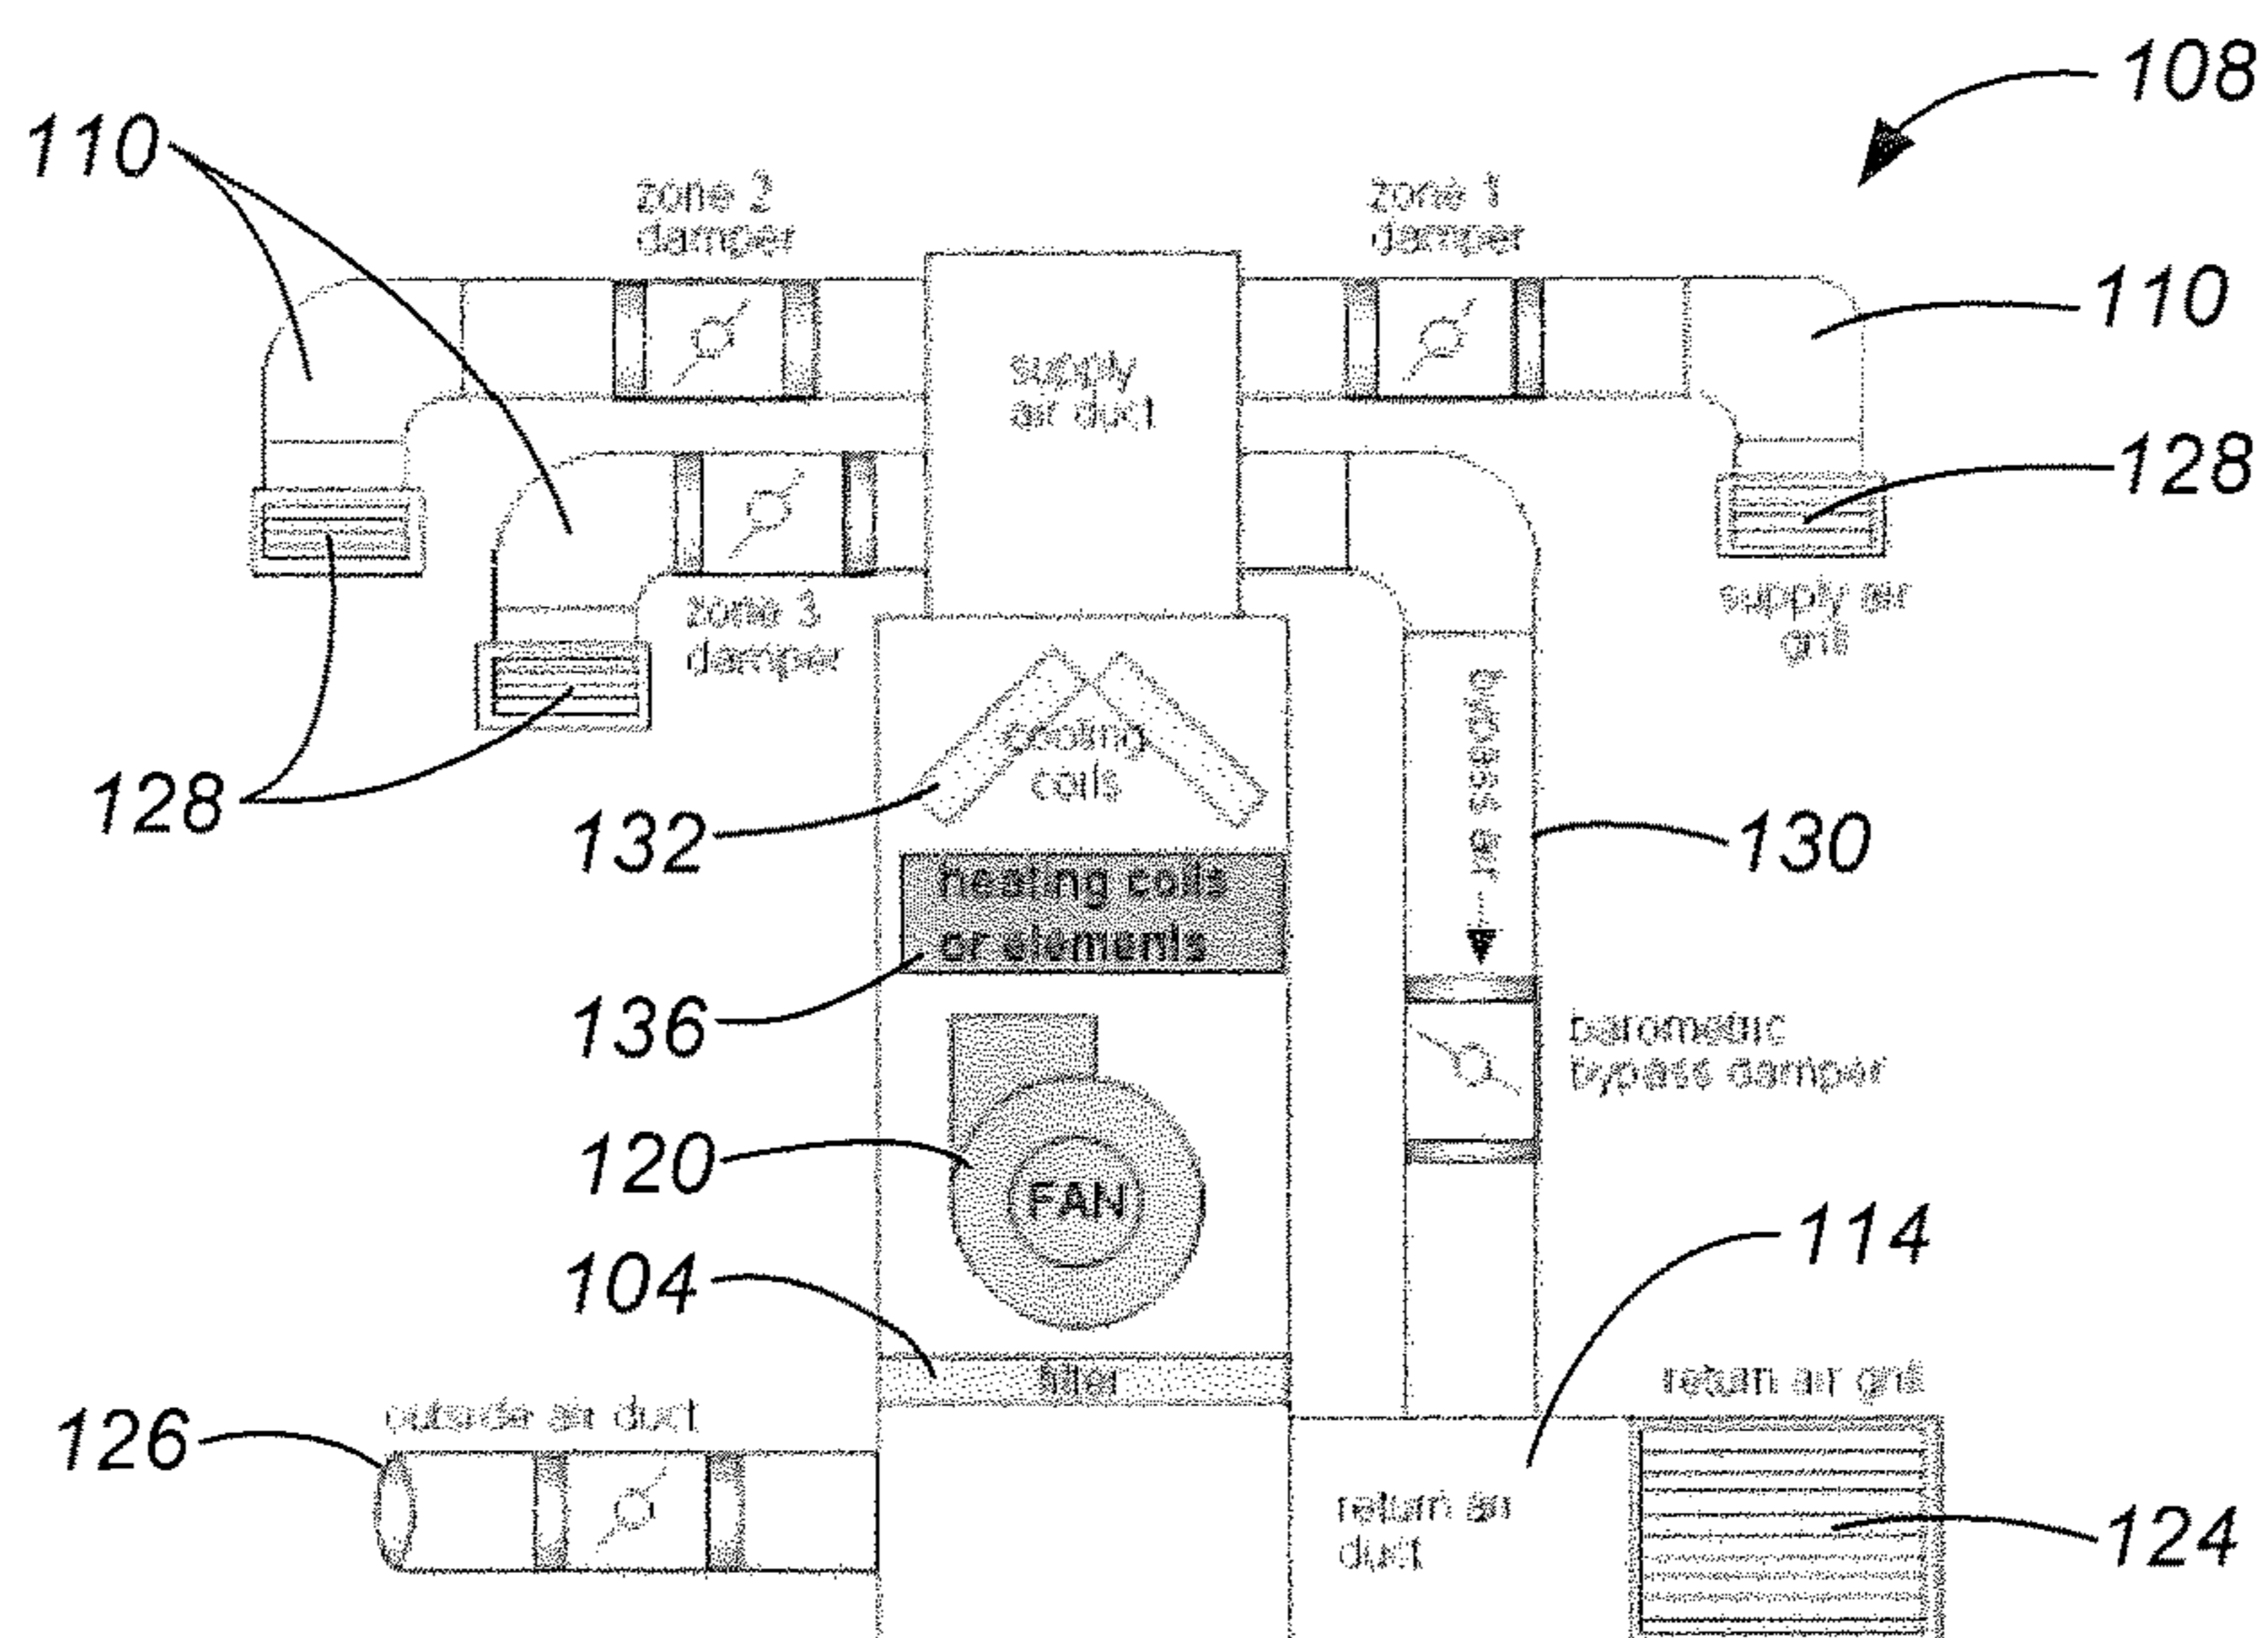 108
110
zone 2
damper
zone 1
damper
110
supply
air duct
128
supply air
grill
zone 3
damper
128
cooling
coils
132
bypass air
130
heating coils
or elements
136
barometric
bypass damper
120
FAN
114
104
filter
return air grill
outside air duct
126
return air
duct
124